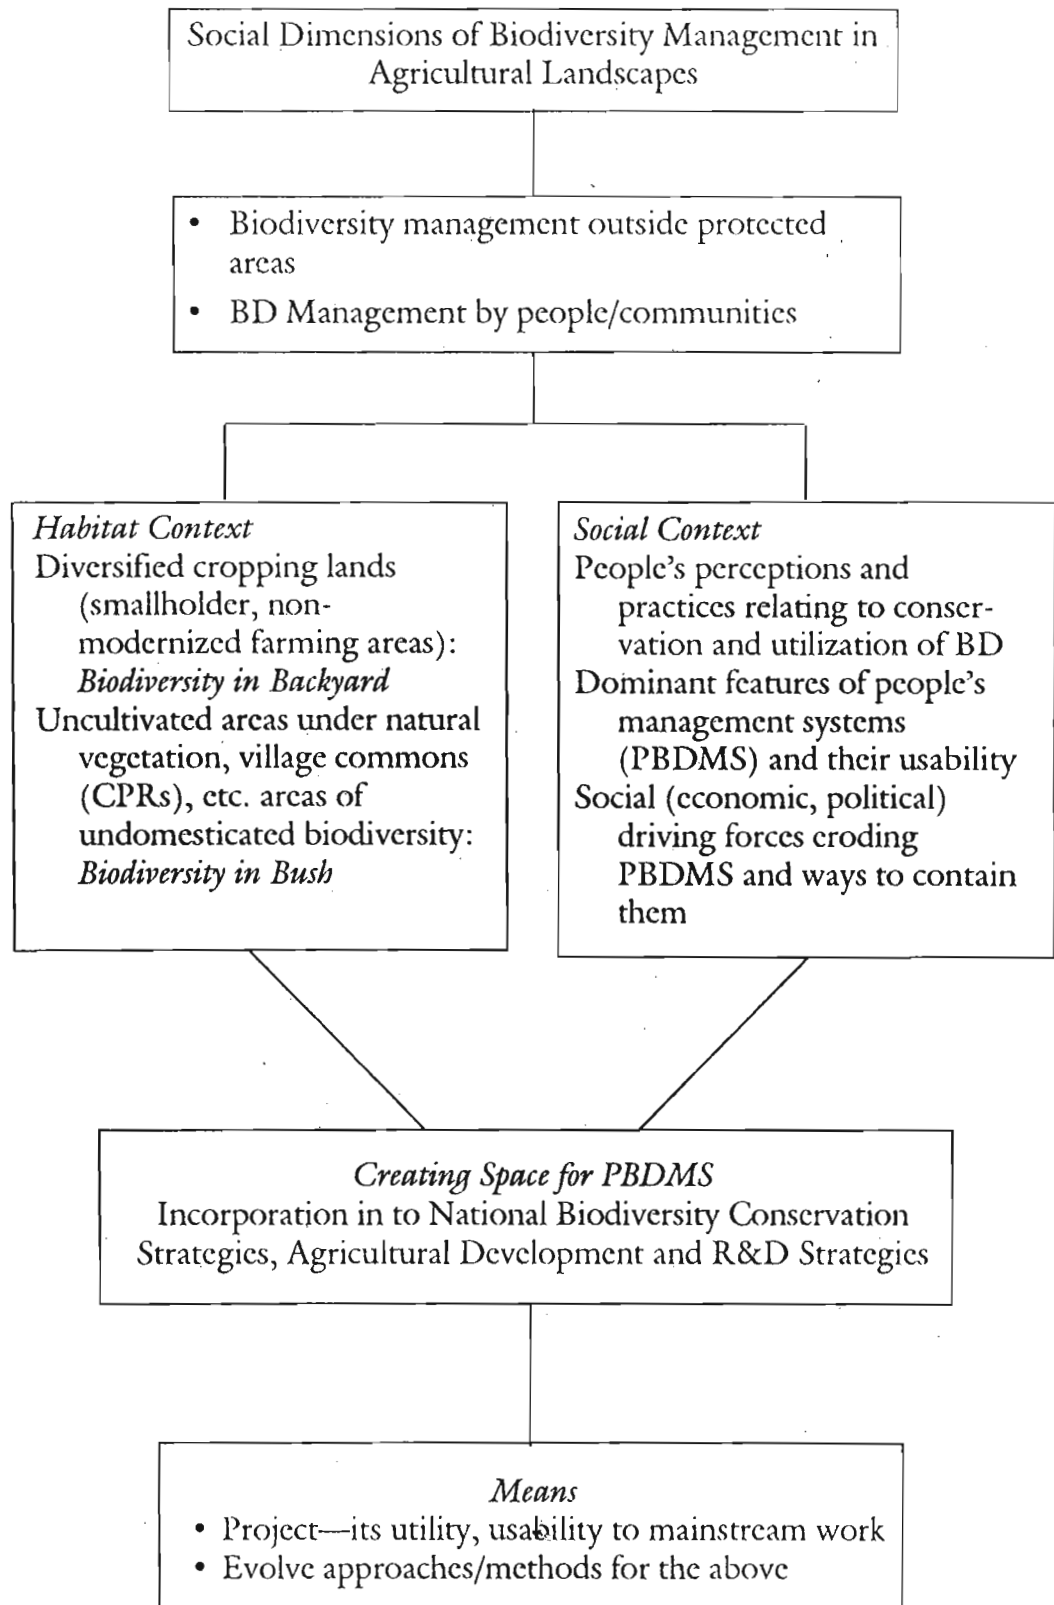 Social Dimensions of Biodiversity Management in
Agricultural Landscapes
• Biodiversity management outside protected
areas
• BD Management by people/communities
Habitat Context
Diversified cropping lands
(smallholder, non-
modernized farming areas):
Biodiversity in Backyard
Uncultivated areas under natural
vegetation, village commons
(CPRs), etc. areas of
undomesticated biodiversity:
Biodiversity in Bush
Social Context
People's perceptions and
practices relating to conser-
vation and utilization of BD
Dominant features of people's
management systems
(PBDMS) and their usability
Social (economic, political)
driving forces eroding
PBDMS and ways to contain
them
Creating Space for PBDMS
Incorporation in to National Biodiversity Conservation
Strategies, Agricultural Development and R&D Strategies
Means
• Project—its utility, usability to mainstream work
• Evolve approaches/methods for the above